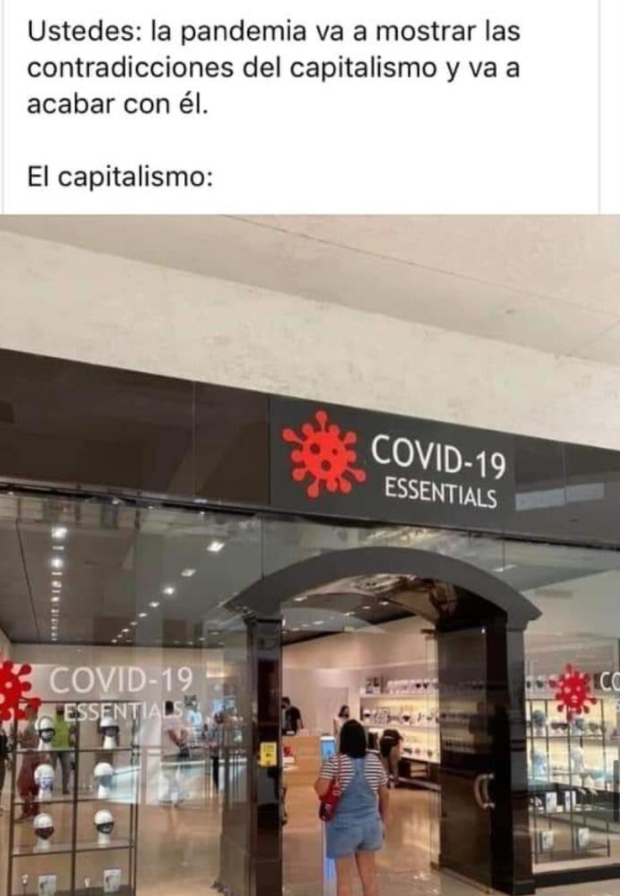 Ustedes: la pandemia va a mostrar las
contradicciones del capitalismo y va a
acabar con él.
El capitalismo:
COVID-19
ESSENTIALS
COVID-19
ESSENTIALS
CO